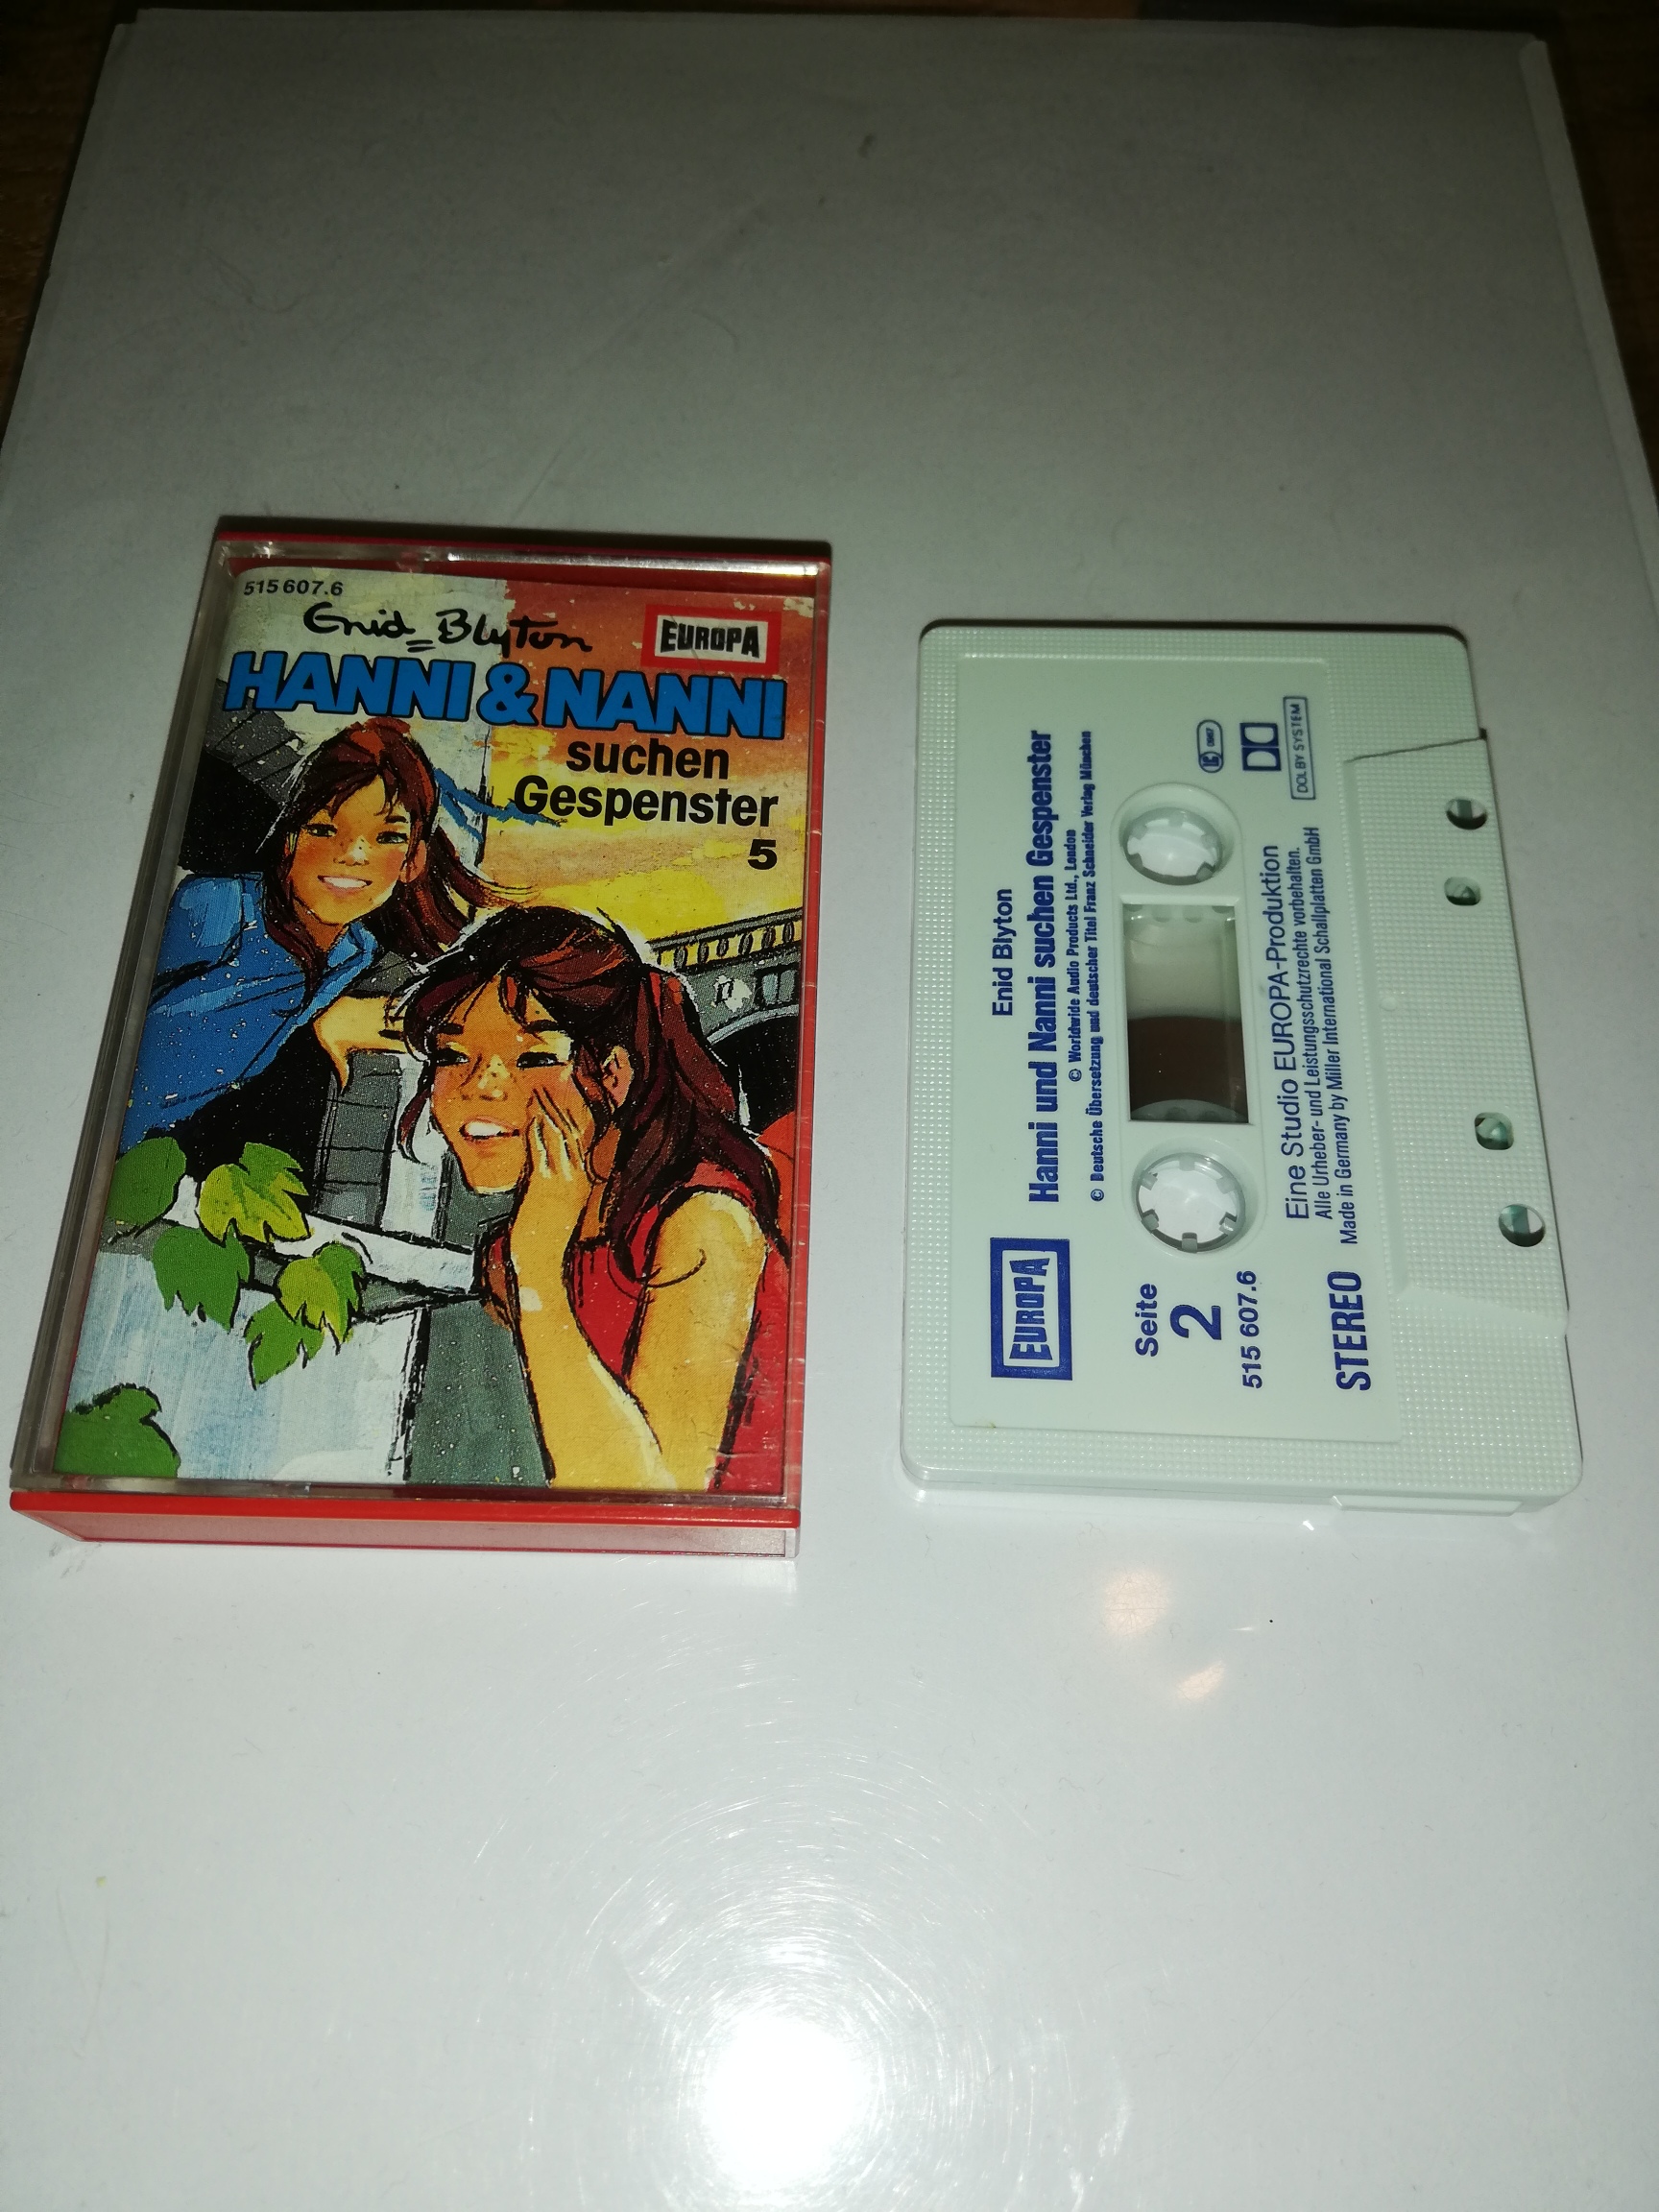 515 607.6
Enid Blyton
EUROPA
HANNI & NANNI
suchen
Gespenster
5
Enid Blyton
Hanni und Nanni suchen Gespenster
© Worldwide Audio Products Ltd., London
© Deutsche Übersetzung und deutscher Titel Franz Schneider Verlag München
EUROPA
Seite
2
515 607.6
STEREO
Eine Studio EUROPA-Produktion
Alle Urheber- und Leistungsschutzrechte vorbehalten.
Made in Germany by Miller International Schallplatten GmbH
DOLBY SYSTEM